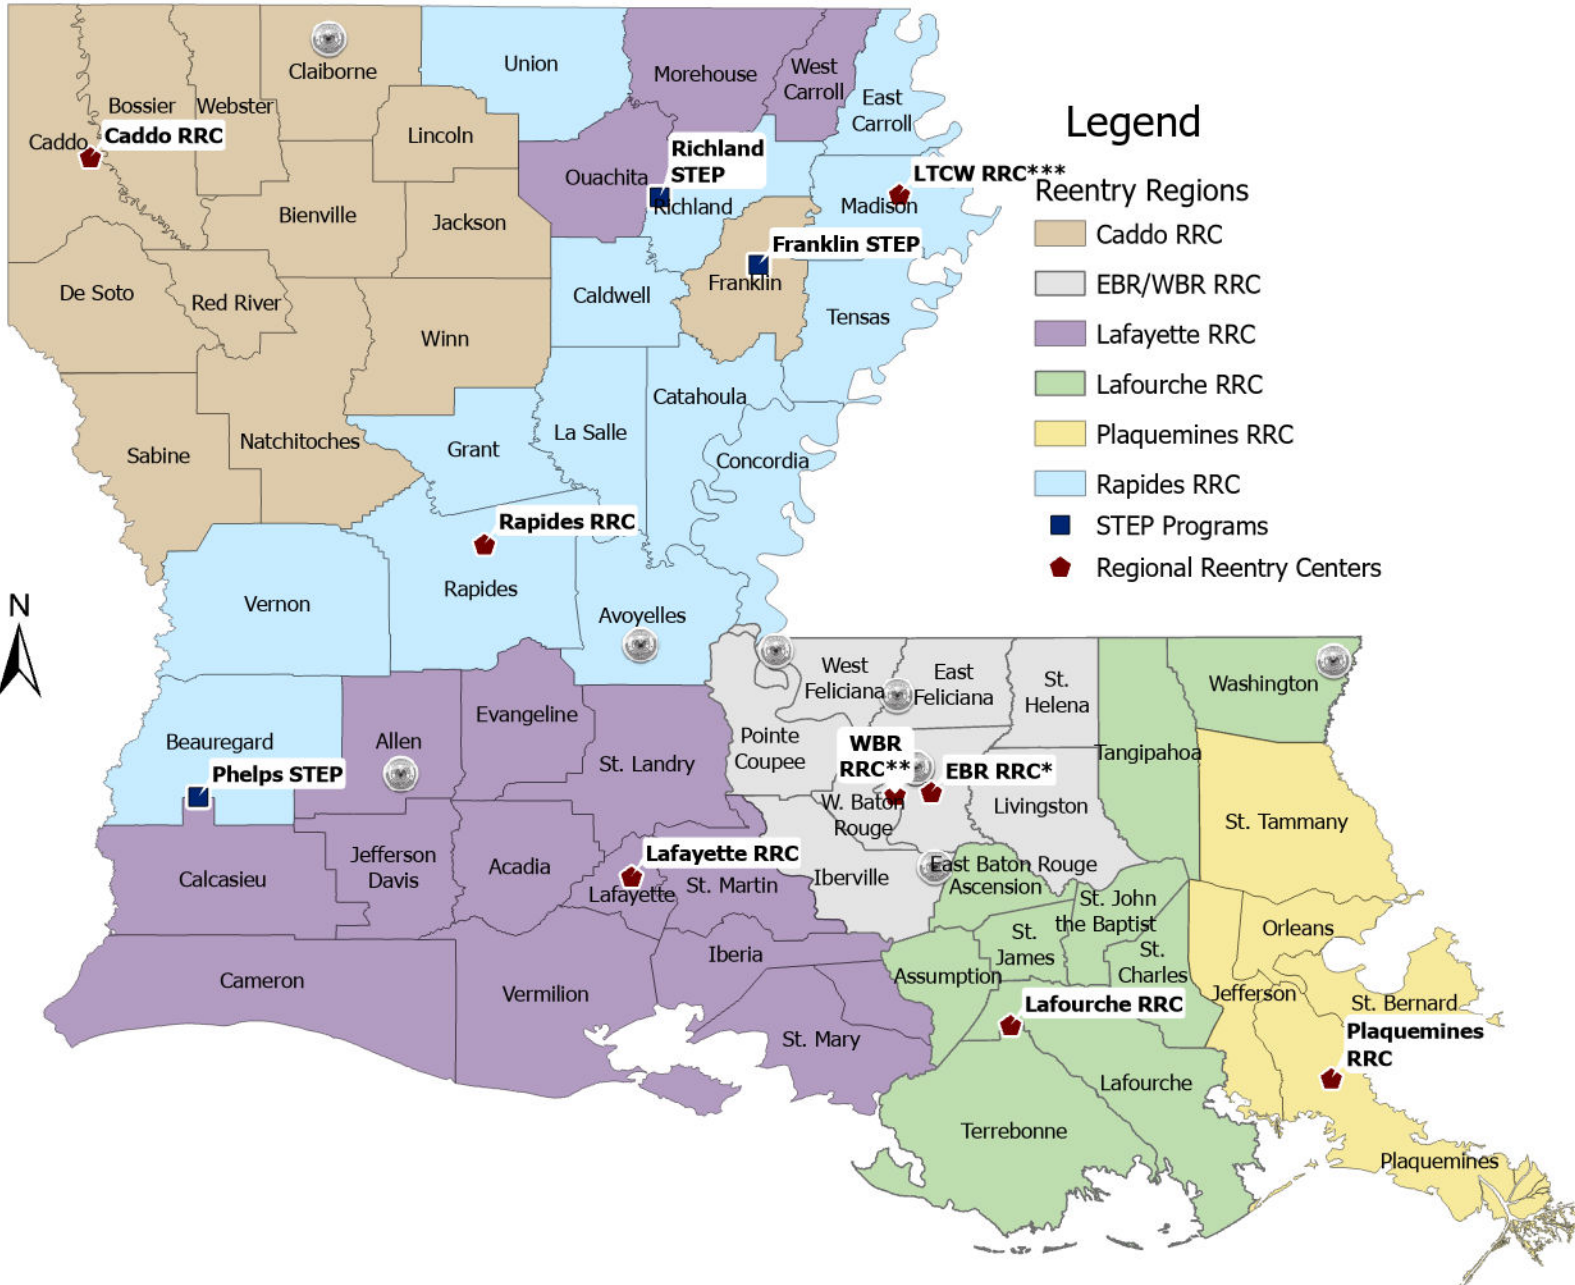 Union
Morehouse
West
Carroll
East
Carroll
Claiborne
Bossier
Webster
Caddo
Caddo RRC
Lincoln
Richland
STEP
Ouachita
Richland
LTCW RRC***
Madison
Bienville
Jackson
Franklin STEP
Franklin
De Soto
Red River
Caldwell
Tensas
Winn
Catahoula
Sabine
Natchitoches
Grant
La Salle
Concordia
Rapides RRC
Rapides
Vernon
Avoyelles
N
Legend
Reentry Regions
Caddo RRC
EBR/WBR RRC
Lafayette RRC
Lafourche RRC
Plaquemines RRC
Rapides RRC
STEP Programs
Regional Reentry Centers
West
Feliciana
East
Feliciana
St.
Helena
Washington
Beauregard
Allen
Evangeline
St. Landry
Pointe
Coupee
WBR
RRC**
EBR RRC*
Tangipahoa
Phelps STEP
W. Baton
Rouge
Livingston
St. Tammany
Calcasieu
Jefferson
Davis
Acadia
Lafayette RRC
Lafayette
St. Martin
Iberville
East Baton Rouge
Ascension
St. John
the Baptist
St.
James
St.
Charles
Orleans
Cameron
Vermilion
Iberia
Assumption
Jefferson
St. Bernard
Lafourche RRC
Plaquemines
RRC
St. Mary
Lafourche
Terrebonne
Plaquemines